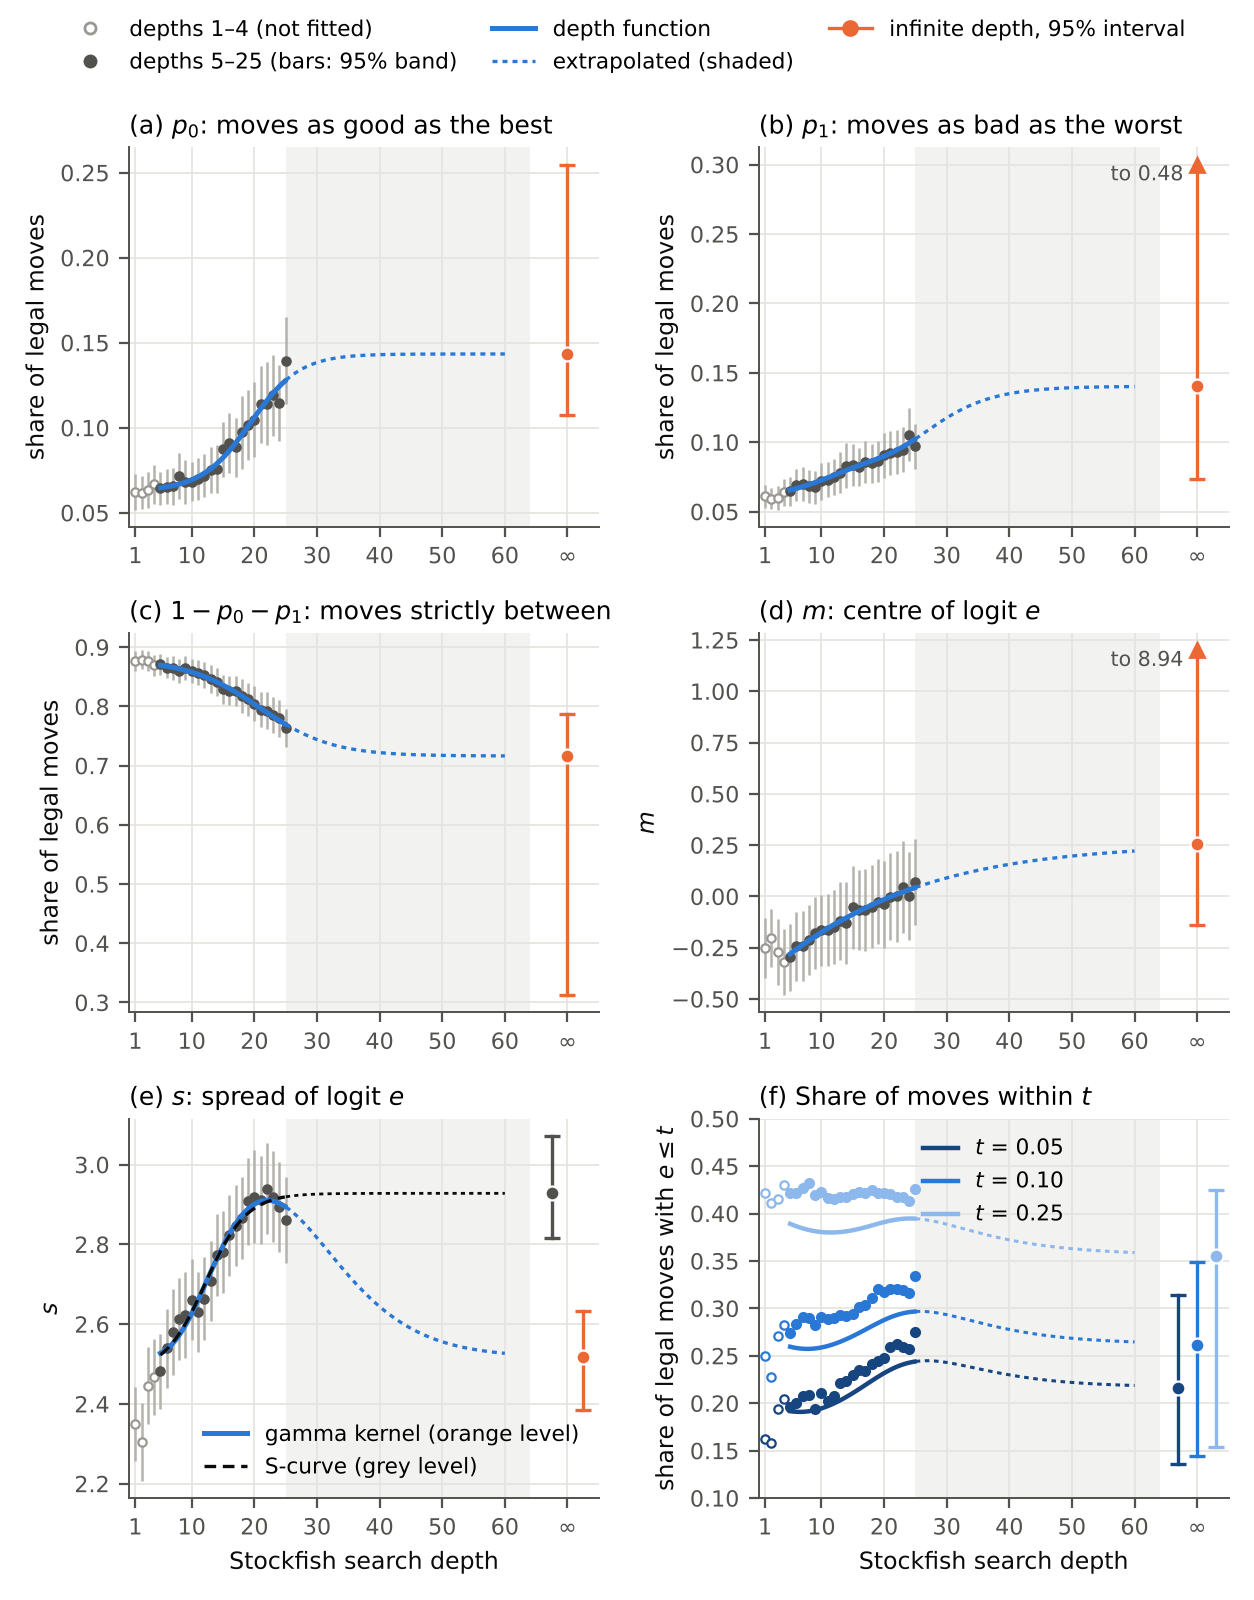 depths 1–4 (not fitted)
depth function
infinite depth, 95% interval
depths 5–25 (bars: 95% band)
extrapolated (shaded)
(a) p₀: moves as good as the best
share of legal moves
0.25
0.20
0.15
0.10
0.05
1 10 20 30 40 50 60 ∞
(b) p₁: moves as bad as the worst
share of legal moves
to 0.48
0.30
0.25
0.20
0.15
0.10
0.05
1 10 20 30 40 50 60 ∞
(c) 1 − p₀ − p₁: moves strictly between
share of legal moves
0.9
0.8
0.7
0.6
0.5
0.4
0.3
1 10 20 30 40 50 60 ∞
(d) m: centre of logit e
m
to 8.94
1.25
1.00
0.75
0.50
0.25
0.00
−0.25
−0.50
1 10 20 30 40 50 60 ∞
(e) s: spread of logit e
s
3.0
2.8
2.6
2.4
2.2
gamma kernel (orange level)
S-curve (grey level)
1 10 20 30 40 50 60 ∞
Stockfish search depth
(f) Share of moves within t
share of legal moves with e ≤ t
0.50
0.45
0.40
0.35
0.30
0.25
0.20
0.15
0.10
t = 0.05
t = 0.10
t = 0.25
1 10 20 30 40 50 60 ∞
Stockfish search depth